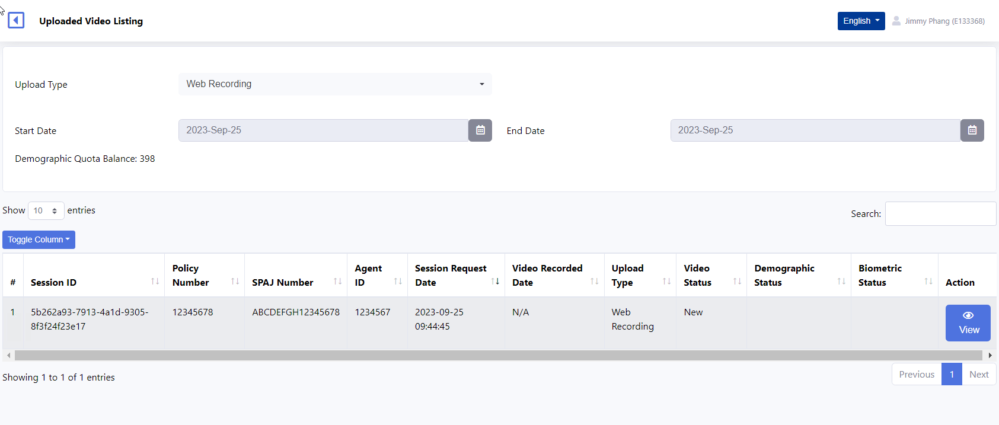 Uploaded Video Listing
English
Jimmy Phang (E133368)
Upload Type
Web Recording
Start Date
2023-Sep-25
End Date
2023-Sep-25
Demographic Quota Balance: 398
Show 10 entries
Search:
Toggle Column
# Session ID Policy Number SPAJ Number Agent ID Session Request Date Video Recorded Date Upload Type Video Status Demographic Status Biometric Status Action
1 5b262a93-7913-4a1d-9305-8f3f24f23e17 12345678 ABCDEFGH12345678 1234567 2023-09-25 09:44:45 N/A Web Recording New View
Showing 1 to 1 of 1 entries
Previous 1 Next